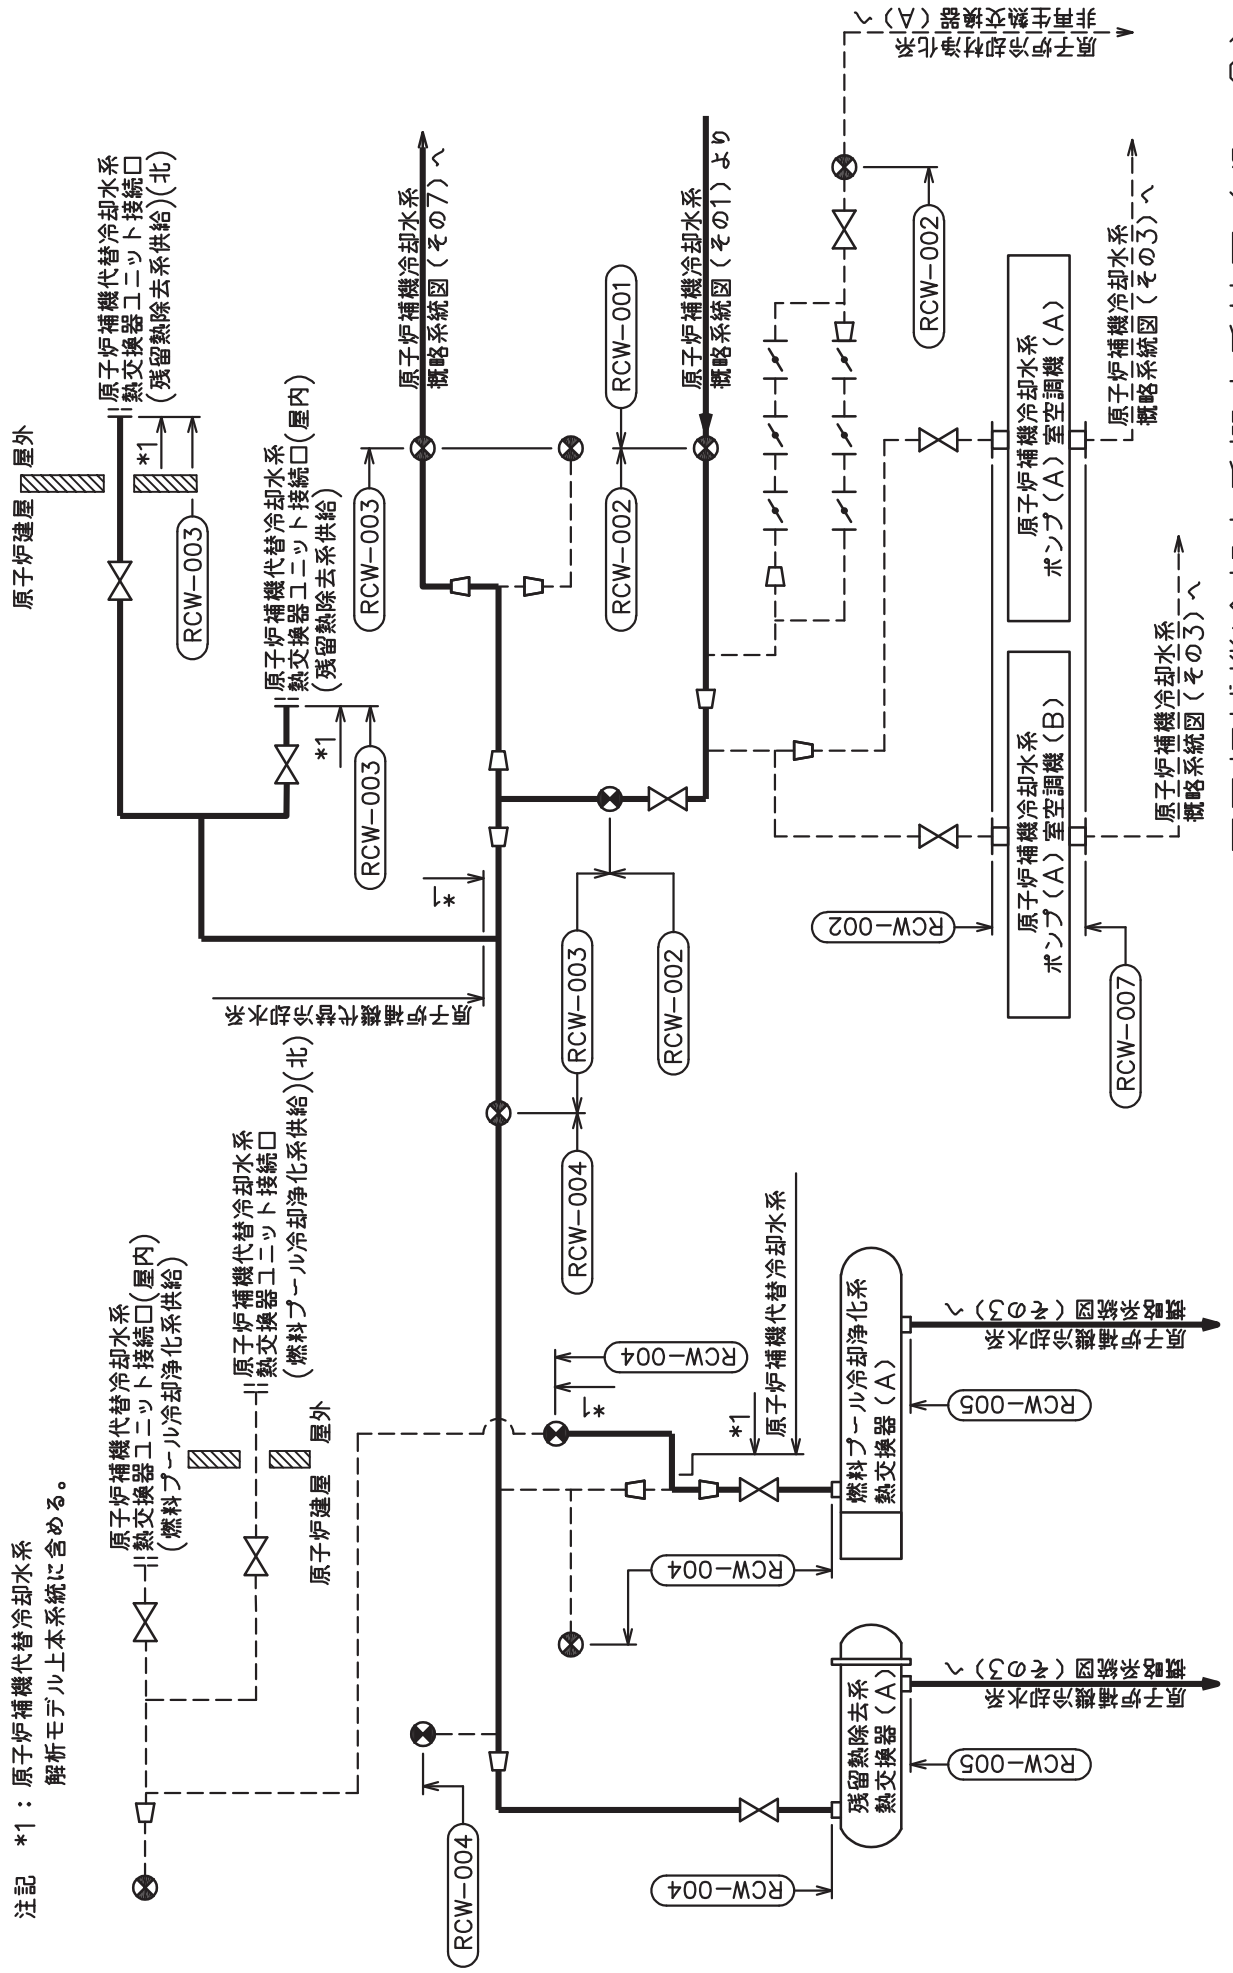 注記　*1：原子炉補機代替冷却水系
解析モデル上本系統に含める。
原子炉補機代替冷却水系
熱交換器ユニット接続口(屋内)
(燃料プール冷却浄化系供給)
原子炉補機代替冷却水系
熱交換器ユニット接続口
(燃料プール冷却浄化系供給)(北)
原子炉建屋
屋外
原子炉建屋
屋外
原子炉補機代替冷却水系
熱交換器ユニット接続口
(残留熱除去系供給)(北)
*1
RCW-003
原子炉補機代替冷却水系
熱交換器ユニット接続口(屋内)
(残留熱除去系供給)
*1
RCW-003
原子炉補機代替冷却水系
*1
RCW-003
原子炉補機冷却水系
概略系統図(その7)へ
RCW-001
RCW-002
原子炉補機冷却水系
概略系統図(その1)より
RCW-003
RCW-002
RCW-004
RCW-004
RCW-004
*1
原子炉補機代替冷却水系
*1
RCW-004
RCW-004
燃料プール冷却浄化系
熱交換器(A)
RCW-005
原子炉補機冷却水系
概略系統図(その3)へ
残留熱除去系
熱交換器(A)
RCW-005
原子炉補機冷却水系
概略系統図(その3)へ
RCW-002
原子炉冷却材浄化系
非再生熱交換器(A)へ
原子炉補機冷却水系
ポンプ(A)室空調機(A)
原子炉補機冷却水系
概略系統図(その3)へ
原子炉補機冷却水系
ポンプ(A)室空調機(B)
原子炉補機冷却水系
概略系統図(その3)へ
RCW-002
RCW-007